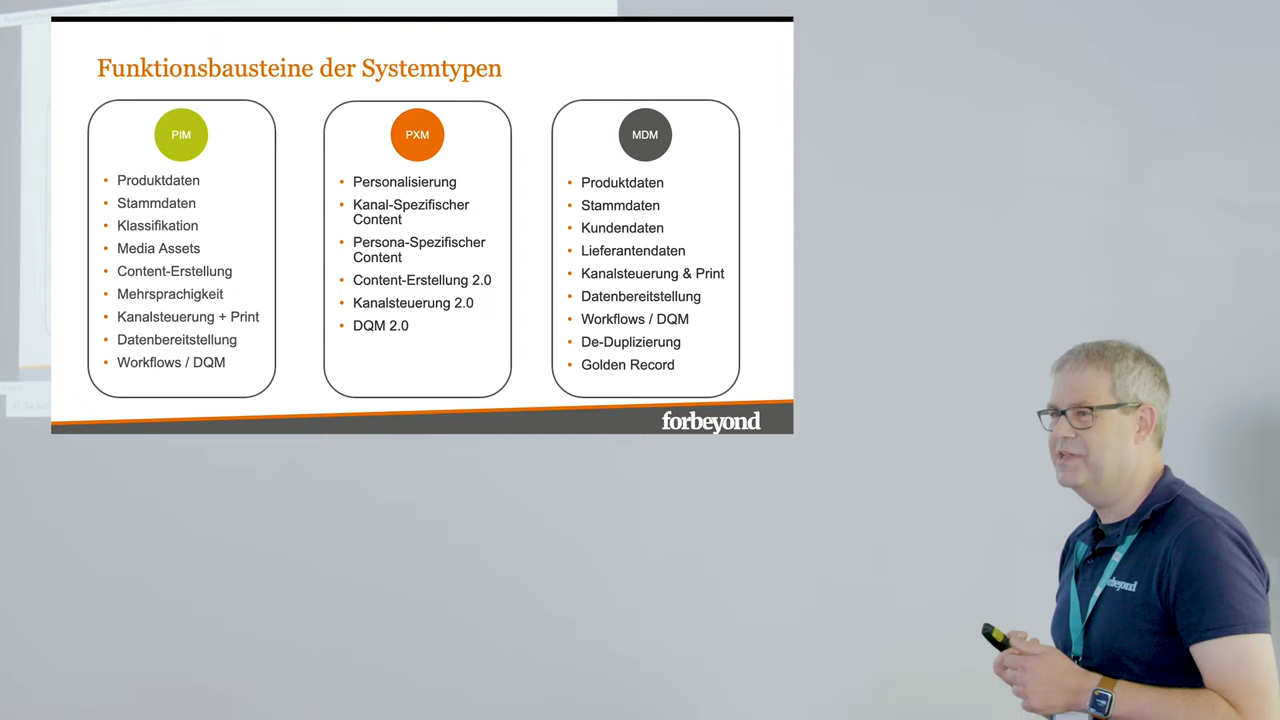 Funktionsbausteine der Systemtypen
PIM
• Produktdaten
• Stammdaten
• Klassifikation
• Media Assets
• Content-Erstellung
• Mehrsprachigkeit
• Kanalsteuerung + Print
• Datenbereitstellung
• Workflows / DQM
PXM
• Personalisierung
• Kanal-Spezifischer
Content
• Persona-Spezifischer
Content
• Content-Erstellung 2.0
• Kanalsteuerung 2.0
• DQM 2.0
MDM
• Produktdaten
• Stammdaten
• Kundendaten
• Lieferantendaten
• Kanalsteuerung & Print
• Datenbereitstellung
• Workflows / DQM
• De-Duplizierung
• Golden Record
forbeyond